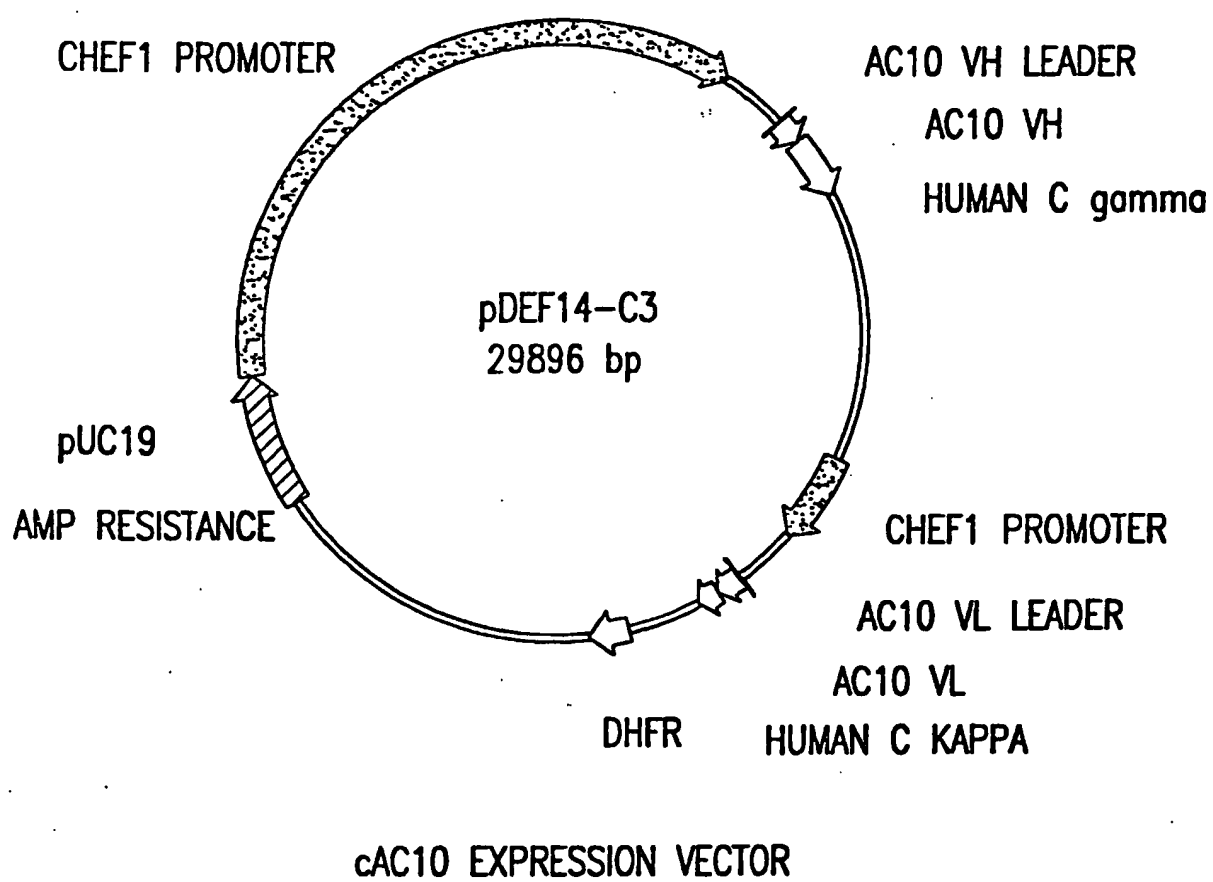 CHEF1 PROMOTER
AC10 VH LEADER
AC10 VH
HUMAN C gamma
pDEF14-C3
29896 bp
pUC19
AMP RESISTANCE
CHEF1 PROMOTER
AC10 VL LEADER
AC10 VL
DHFR
HUMAN C KAPPA
cAC10 EXPRESSION VECTOR